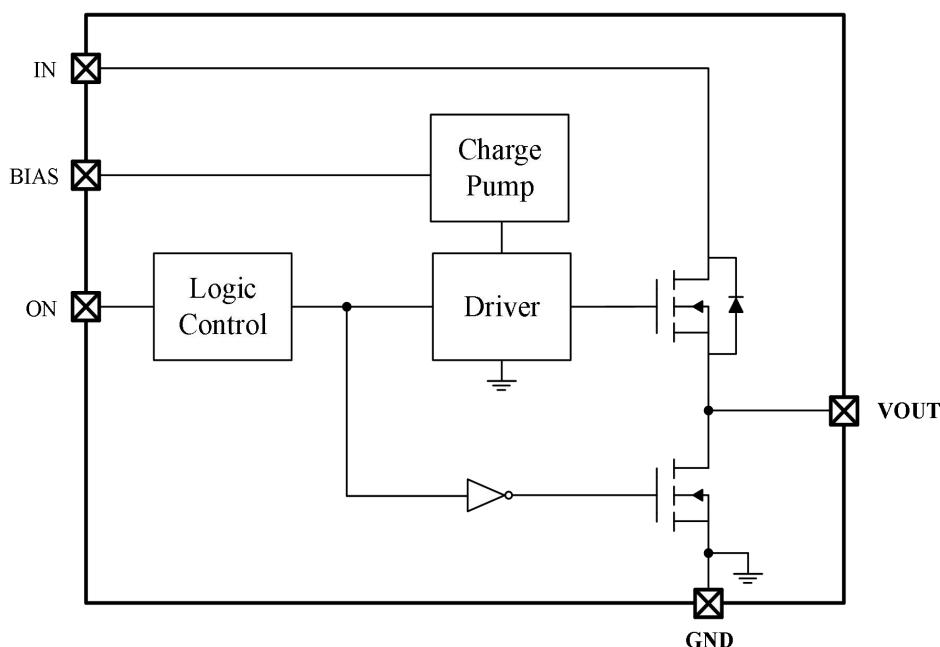 IN
Charge
Pump
BIAS
Logic
Control
Driver
ON
VOUT
GND